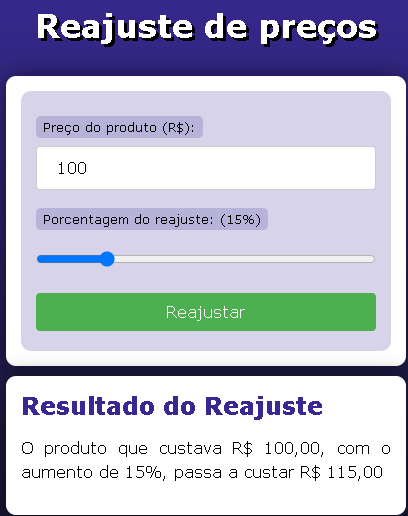 Reajuste de preços
Preço do produto (R$):
100
Porcentagem do reajuste: (15%)
Reajustar
Resultado do Reajuste
O produto que custava R$ 100,00, com o
aumento de 15%, passa a custar R$ 115,00